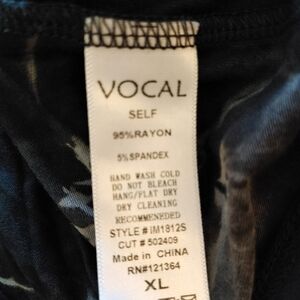 VOCAL
SELF
95%RAYON
5%SPANDEX
HAND WASH COLD
DO NOT BLEACH
HANG/FLAT DRY
DRY CLEANING
RECOMMENEDED
STYLE # IM1812S
CUT # 502409
Made in CHINA
RN#121364
XL